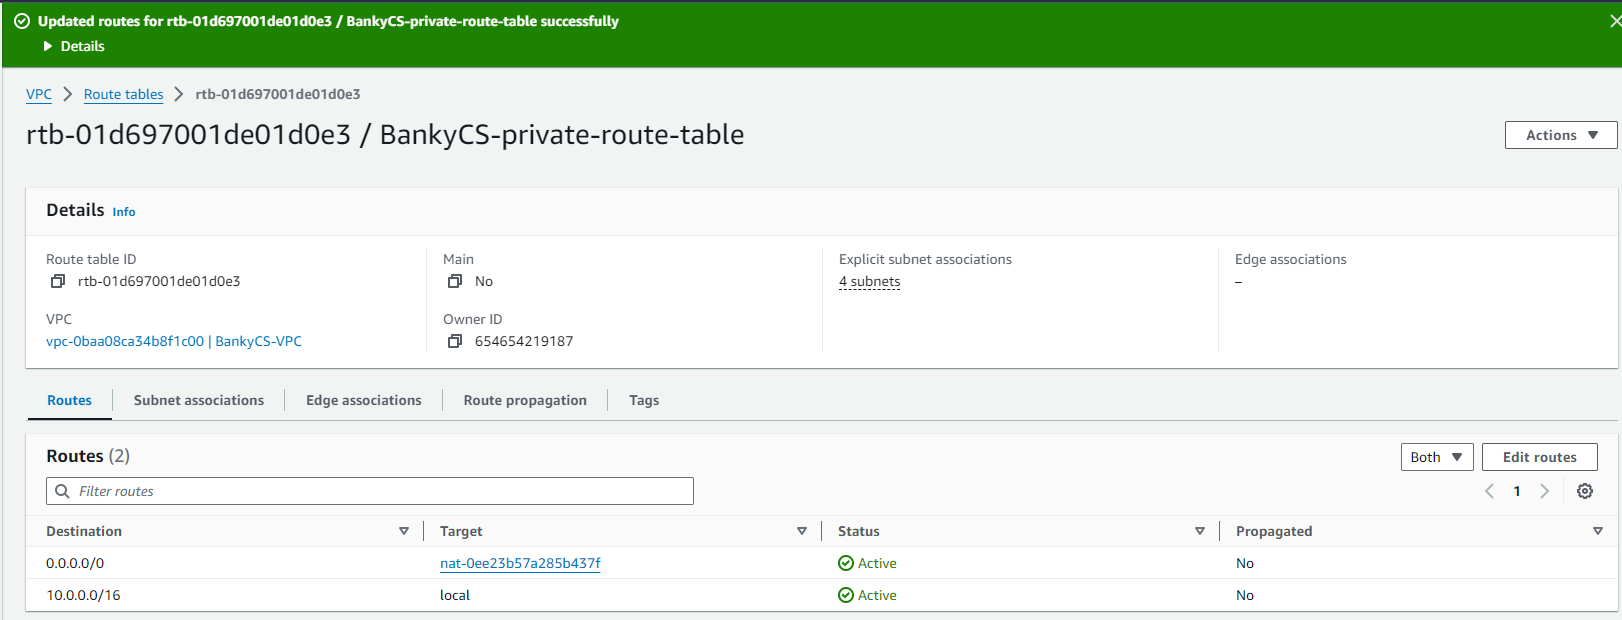 Updated routes for rtb-01d697001de01d0e3 / BankyCS-private-route-table successfully
Details
VPC Route tables rtb-01d697001de01d0e3
rtb-01d697001de01d0e3 / BankyCS-private-route-table
Actions
Details Info
Route table ID Main Explicit subnet associations Edge associations
rtb-01d697001de01d0e3 No 4 subnets –
VPC Owner ID
vpc-0baa08ca34b8f1c00 | BankyCS-VPC 654654219187
Routes Subnet associations Edge associations Route propagation Tags
Routes (2) Both Edit routes
Filter routes 1
Destination Target Status Propagated
0.0.0.0/0 nat-0ee23b57a285b437f Active No
10.0.0.0/16 local Active No